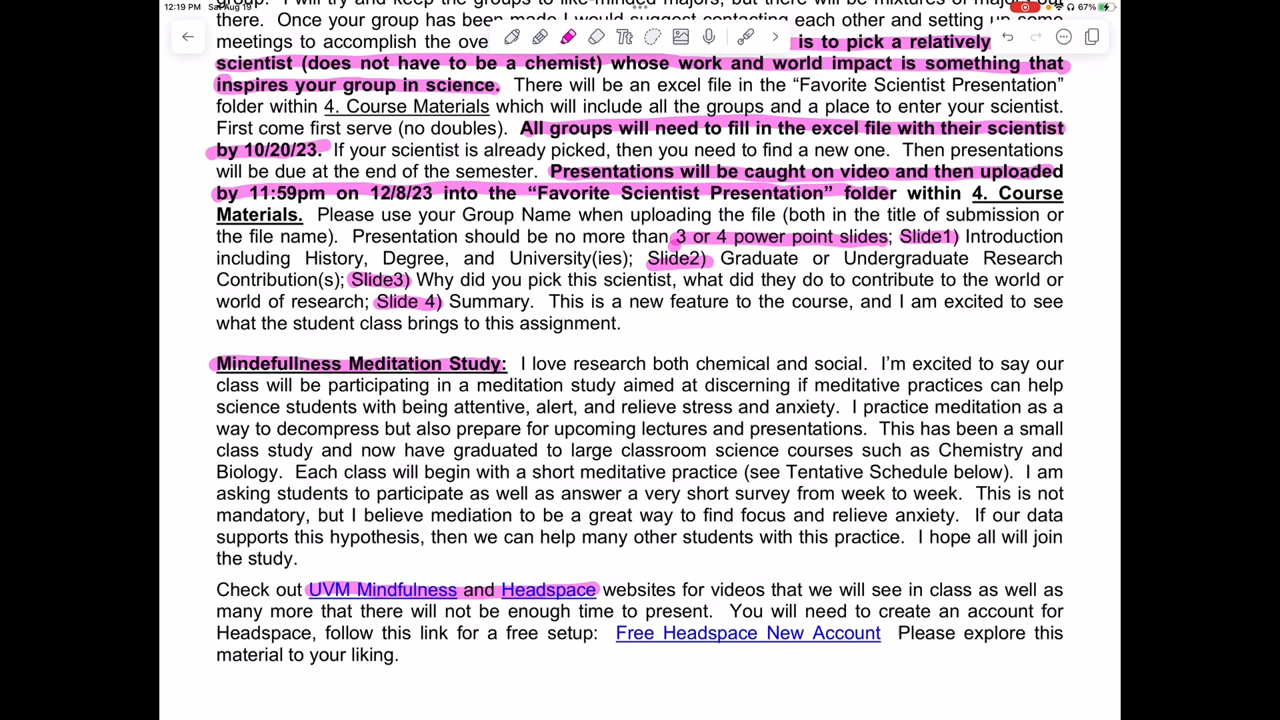 12:19 PM Sat Aug 19
67%
there. Once your group has been made I would suggest contacting each other and setting up some
meetings to accomplish the ove is to pick a relatively
scientist (does not have to be a chemist) whose work and world impact is something that
inspires your group in science. There will be an excel file in the “Favorite Scientist Presentation”
folder within 4. Course Materials which will include all the groups and a place to enter your scientist.
First come first serve (no doubles). All groups will need to fill in the excel file with their scientist
by 10/20/23. If your scientist is already picked, then you need to find a new one. Then presentations
will be due at the end of the semester. Presentations will be caught on video and then uploaded
by 11:59pm on 12/8/23 into the “Favorite Scientist Presentation” folder within 4. Course
Materials. Please use your Group Name when uploading the file (both in the title of submission or
the file name). Presentation should be no more than 3 or 4 power point slides; Slide1) Introduction
including History, Degree, and University(ies); Slide2) Graduate or Undergraduate Research
Contribution(s); Slide3) Why did you pick this scientist, what did they do to contribute to the world or
world of research; Slide 4) Summary. This is a new feature to the course, and I am excited to see
what the student class brings to this assignment.
Mindefullness Meditation Study: I love research both chemical and social. I’m excited to say our
class will be participating in a meditation study aimed at discerning if meditative practices can help
science students with being attentive, alert, and relieve stress and anxiety. I practice meditation as a
way to decompress but also prepare for upcoming lectures and presentations. This has been a small
class study and now have graduated to large classroom science courses such as Chemistry and
Biology. Each class will begin with a short meditative practice (see Tentative Schedule below). I am
asking students to participate as well as answer a very short survey from week to week. This is not
mandatory, but I believe mediation to be a great way to find focus and relieve anxiety. If our data
supports this hypothesis, then we can help many other students with this practice. I hope all will join
the study.
Check out UVM Mindfulness and Headspace websites for videos that we will see in class as well as
many more that there will not be enough time to present. You will need to create an account for
Headspace, follow this link for a free setup: Free Headspace New Account Please explore this
material to your liking.